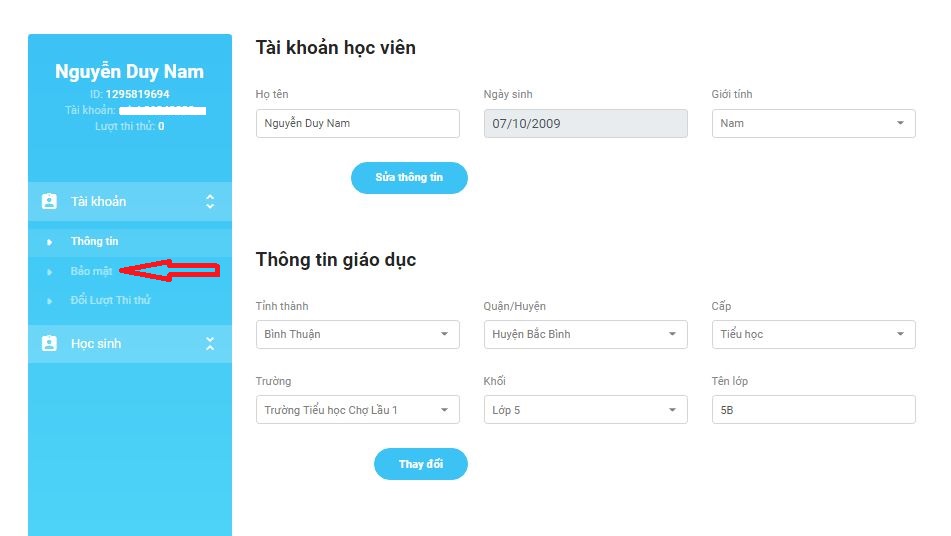 Nguyễn Duy Nam
ID: 1295819694
Tài khoản:
Lượt thi thử: 0
Tài khoản
Thông tin
Bảo mật
Đổi Lượt Thi thử
Học sinh
Tài khoản học viên
Họ tên
Ngày sinh
Giới tính
Nguyễn Duy Nam
07/10/2009
Nam
Sửa thông tin
Thông tin giáo dục
Tỉnh thành
Quận/Huyện
Cấp
Bình Thuận
Huyện Bắc Bình
Tiểu học
Trường
Khối
Tên lớp
Trường Tiểu học Chợ Lầu 1
Lớp 5
5B
Thay đổi